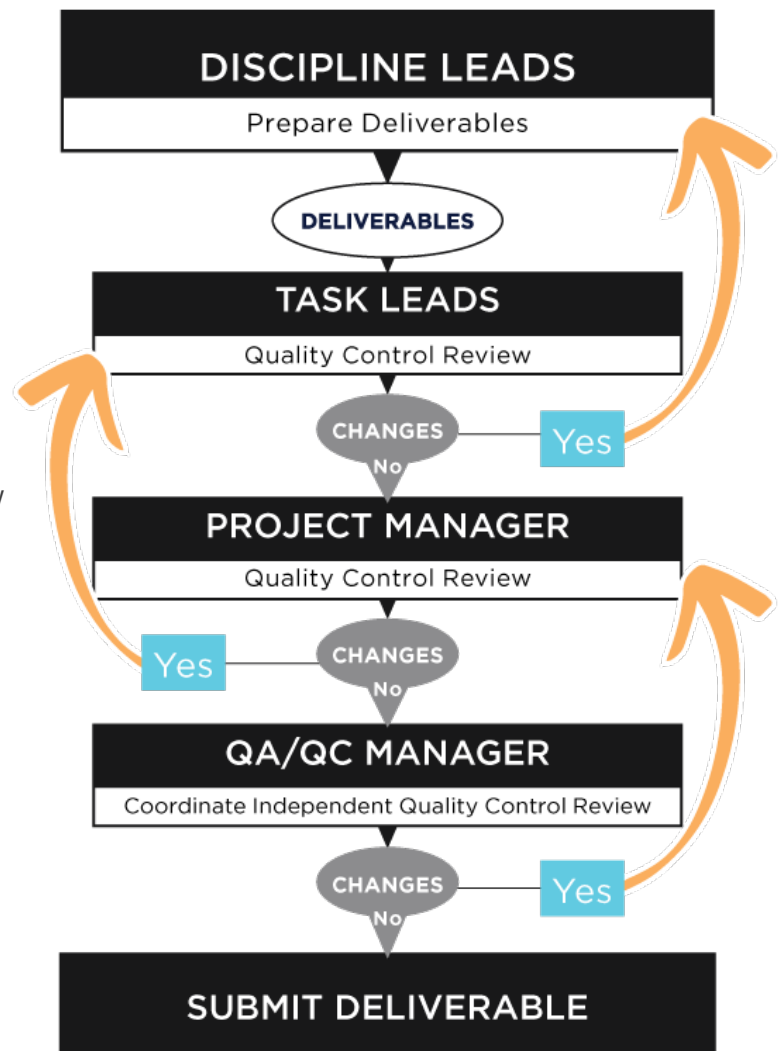 DISCIPLINE LEADS
Prepare Deliverables
DELIVERABLES
TASK LEADS
Quality Control Review
CHANGES
Yes
No
PROJECT MANAGER
Quality Control Review
CHANGES
Yes
No
QA/QC MANAGER
Coordinate Independent Quality Control Review
CHANGES
Yes
No
SUBMIT DELIVERABLE